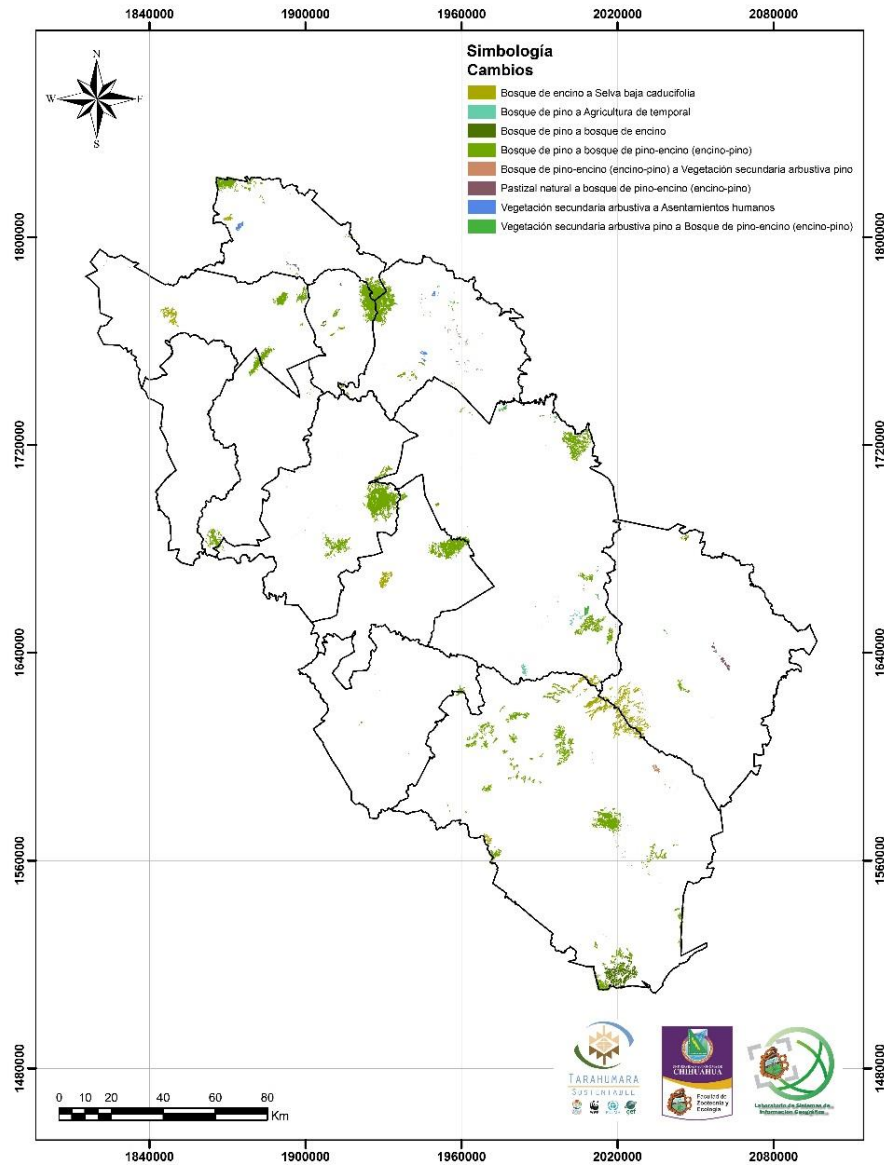 1840000 1900000 1960000 2020000 2080000
Simbología
Cambios
Bosque de encino a Selva baja caducifolia
Bosque de pino a Agricultura de temporal
Bosque de pino a bosque de encino
Bosque de pino a bosque de pino-encino (encino-pino)
Bosque de pino-encino (encino-pino) a Vegetación secundaria arbustiva pino
Pastizal natural a bosque de pino-encino (encino-pino)
Vegetación secundaria arbustiva a Asentamientos humanos
Vegetación secundaria arbustiva pino a Bosque de pino-encino (encino-pino)
N
W E
S
1800000 1800000
1720000 1720000
1640000 1640000
1560000 1560000
1480000 1480000
TARAHUMARA
SUSTENTABLE
CHIHUAHUA
Facultad de
Zootecnia y
Ecología
Laboratorio de Sistemas de
Información Geográfica
0 10 20 40 60 80
Km
1840000 1900000 1960000 2020000 2080000